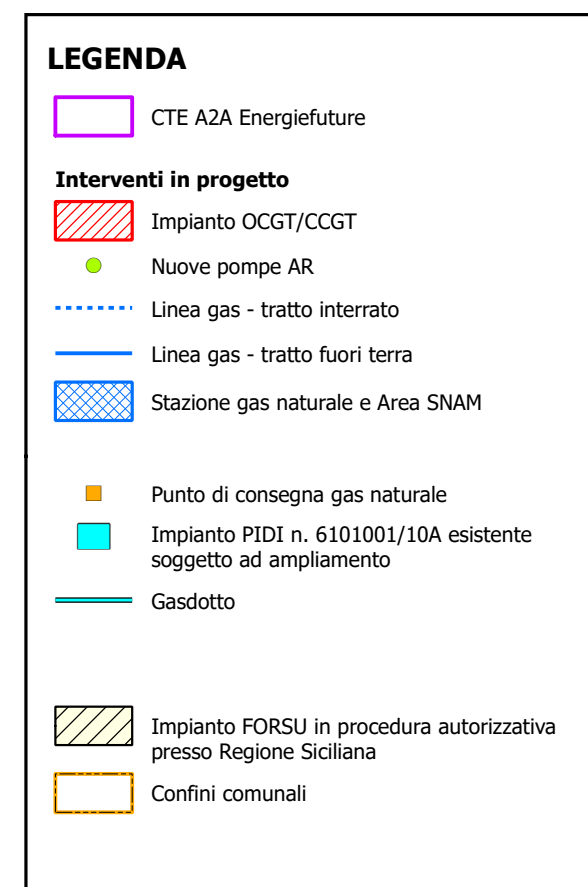 LEGENDA
CTE A2A Energiefuture
Interventi in progetto
Impianto OCGT/CCGT
Nuove pompe AR
Linea gas - tratto interrato
Linea gas - tratto fuori terra
Stazione gas naturale e Area SNAM
Punto di consegna gas naturale
Impianto PIDI n. 6101001/10A esistente
soggetto ad ampliamento
Gasdotto
Impianto FORSU in procedura autorizzativa
presso Regione Siciliana
Confini comunali